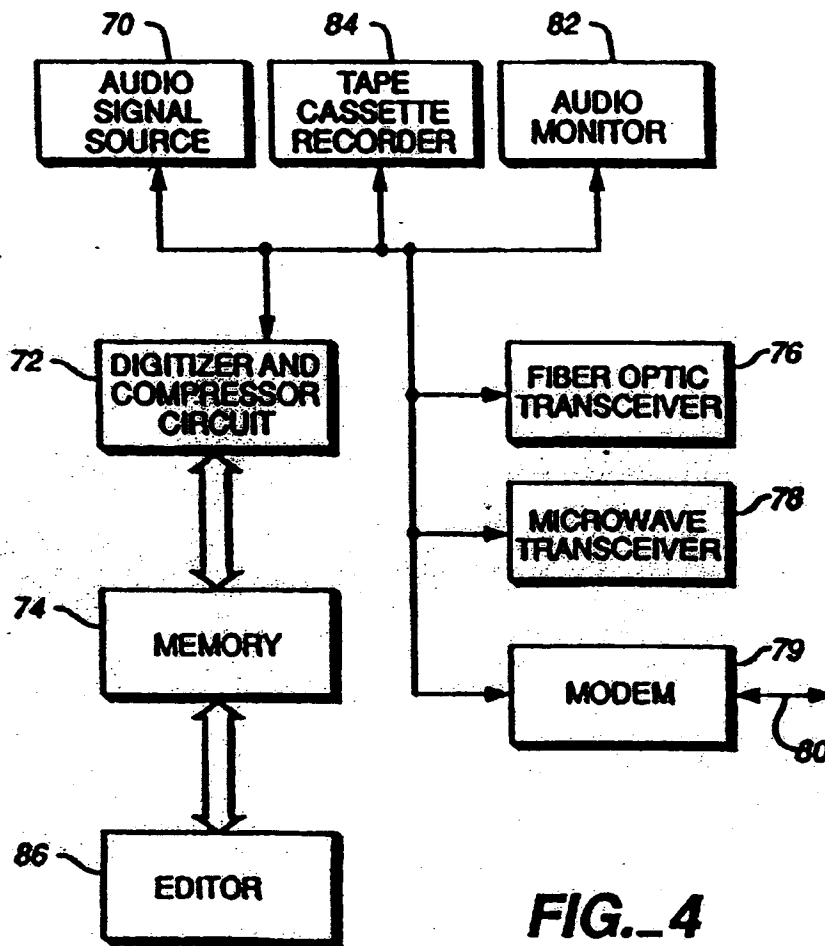 70
84
82
AUDIO
SIGNAL
SOURCE
TAPE
CASSETTE
RECORDER
AUDIO
MONITOR
72
DIGITIZER AND
COMPRESSOR
CIRCUIT
76
FIBER OPTIC
TRANSCEIVER
78
MICROWAVE
TRANSCEIVER
74
MEMORY
79
MODEM
80
86
EDITOR
FIG._4